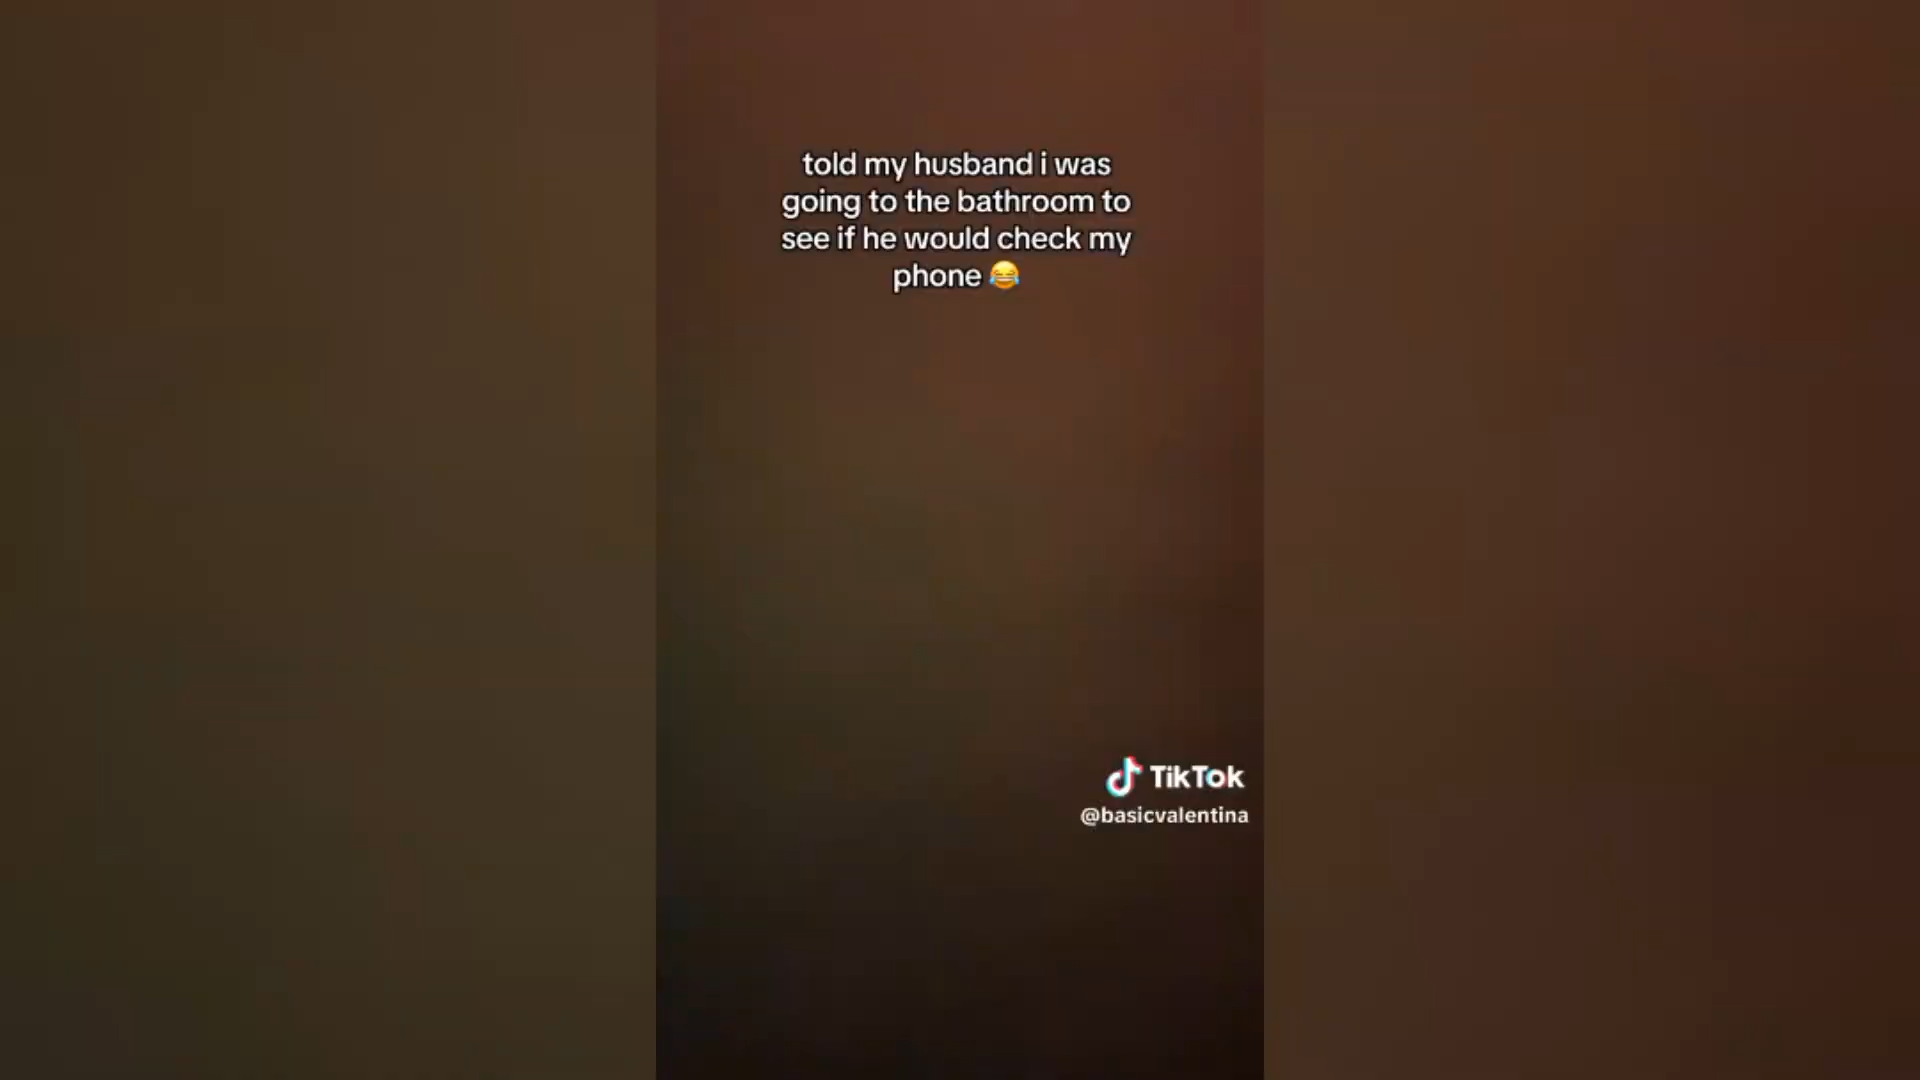 told my husband i was
going to the bathroom to
see if he would check my
phone 😂
TikTok
@basicvalentina